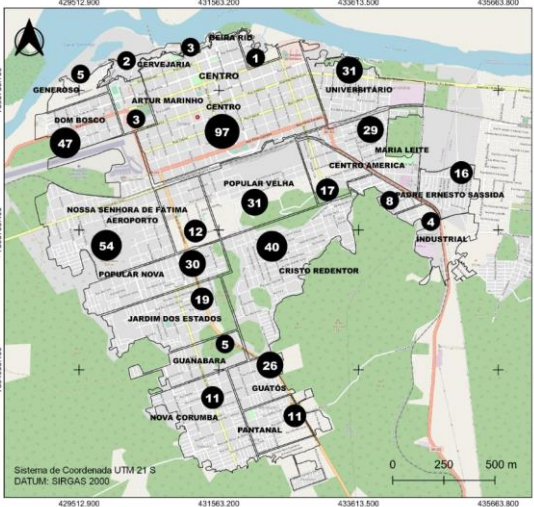 429512.900 431563.200 433613.500 435663.800
BEIRA RIO
3
1
2
CERVEJARIA
5
CENTRO
31
GENEROSO
UNIVERSITÁRIO
ARTUR MARINHO
CENTRO
DOM BOSCO
3
97
29
47
MARIA LEITE
CENTRO AMERICA
16
POPULAR VELHA
17
PADRE ERNESTO SASSIDA
31
8
NOSSA SENHORA DE FÁTIMA
AEROPORTO
4
12
INDUSTRIAL
54
40
30
POPULAR NOVA
CRISTO REDENTOR
19
JARDIM DOS ESTADOS
5
GUANABARA
26
GUATÓS
11
NOVA CORUMBA
11
PANTANAL
Sistema de Coordenada UTM 21 S
DATUM: SIRGAS 2000
0 250 500 m
429512.900 431563.200 433613.500 435663.800